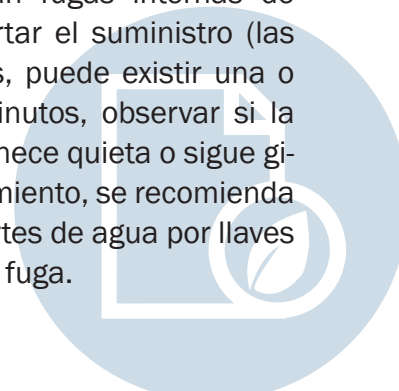 fugas internas de
rtar el suministro (las
s, puede existir una o
inutos, observar si la
nece quieta o sigue gi-
miento, se recomienda
rtes de agua por llaves
fuga.